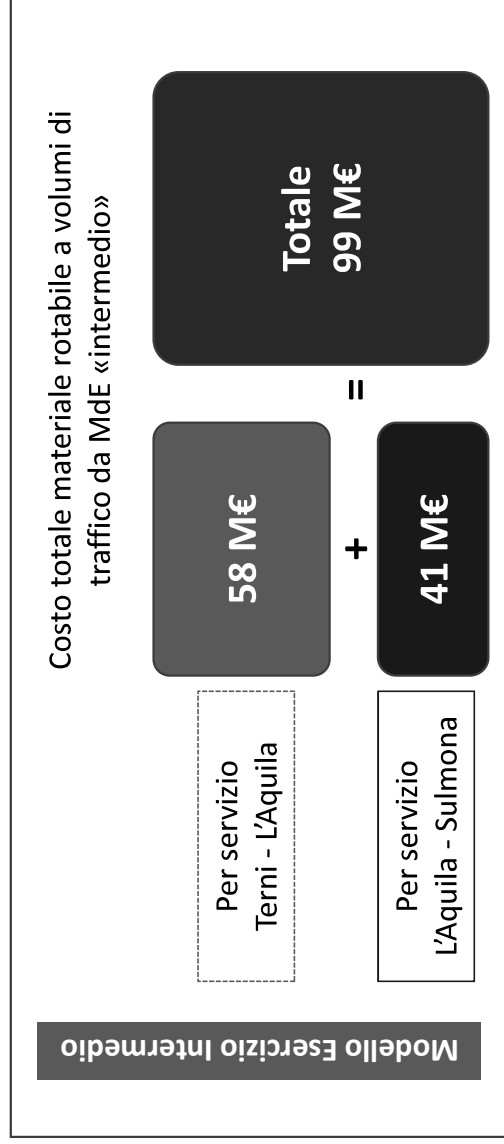 Costo totale materiale rotabile a volumi di
traffico da MdE «intermedio»
Modello Esercizio Intermedio
Per servizio
Terni - L'Aquila
58 M€
+
Per servizio
L'Aquila - Sulmona
41 M€
=
Totale
99 M€